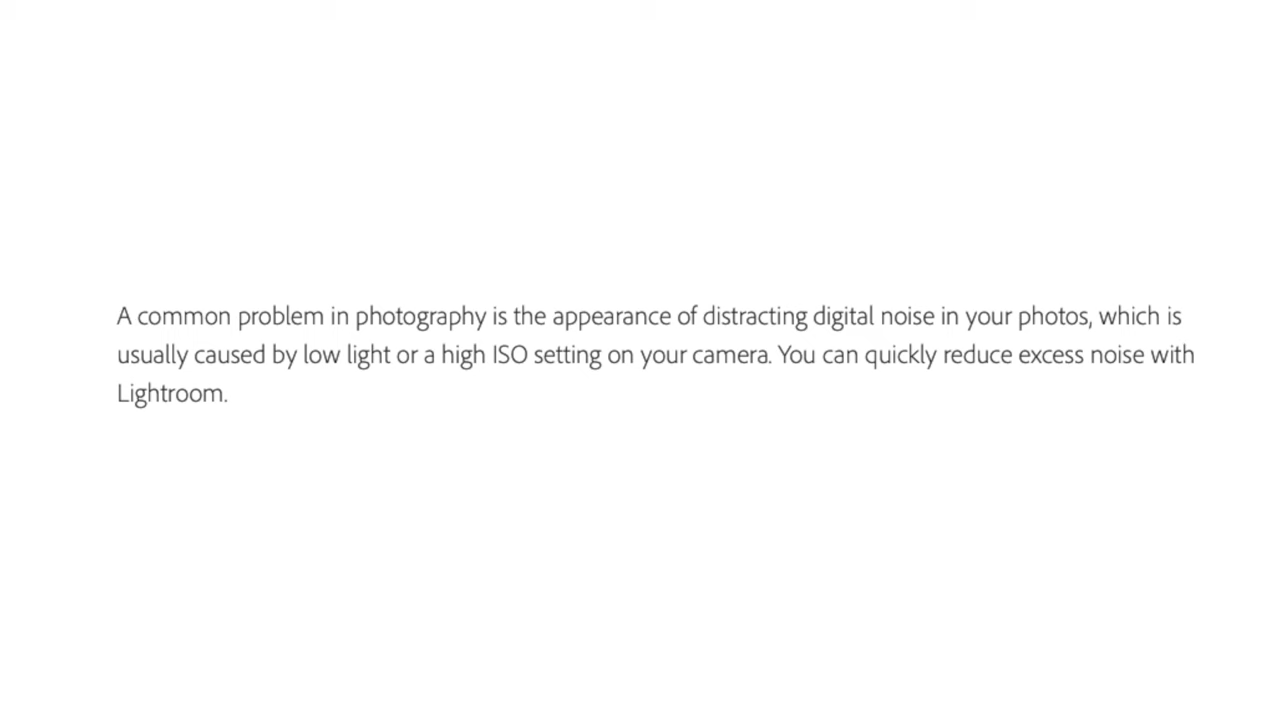 A common problem in photography is the appearance of distracting digital noise in your photos, which is
usually caused by low light or a high ISO setting on your camera. You can quickly reduce excess noise with
Lightroom.